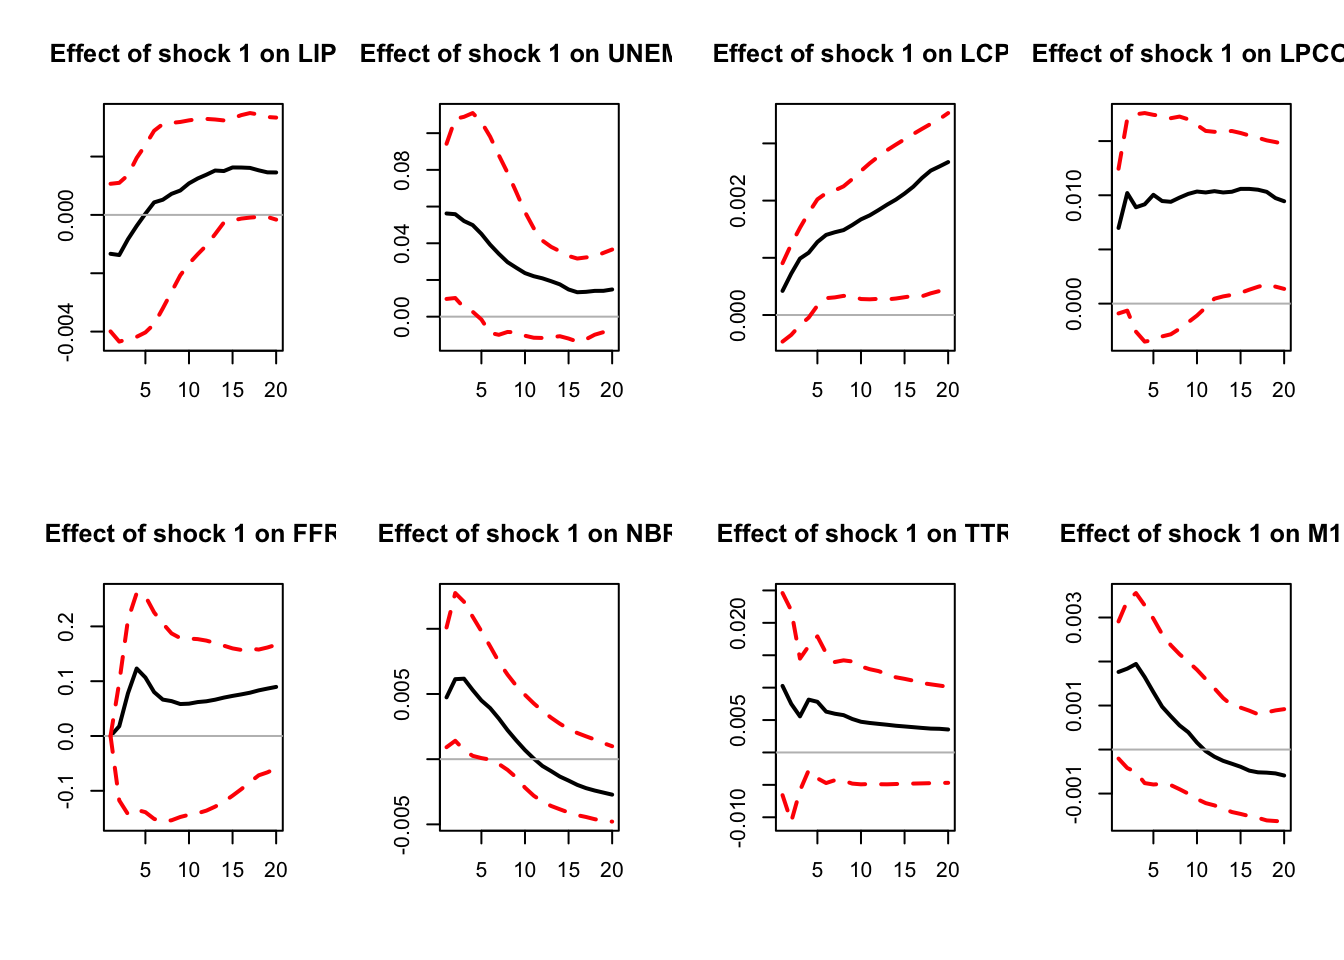 Effect of shock 1 on LIP
Effect of shock 1 on UNEM
Effect of shock 1 on LCP
Effect of shock 1 on LPCO
0.000
-0.004
5 10 15 20
0.08
0.04
0.00
5 10 15 20
0.002
0.000
5 10 15 20
0.010
0.000
5 10 15 20
Effect of shock 1 on FFR
Effect of shock 1 on NBR
Effect of shock 1 on TTR
Effect of shock 1 on M1
0.2
0.1
0.0
-0.1
5 10 15 20
0.005
-0.005
5 10 15 20
0.020
0.005
-0.010
5 10 15 20
0.003
0.001
-0.001
5 10 15 20